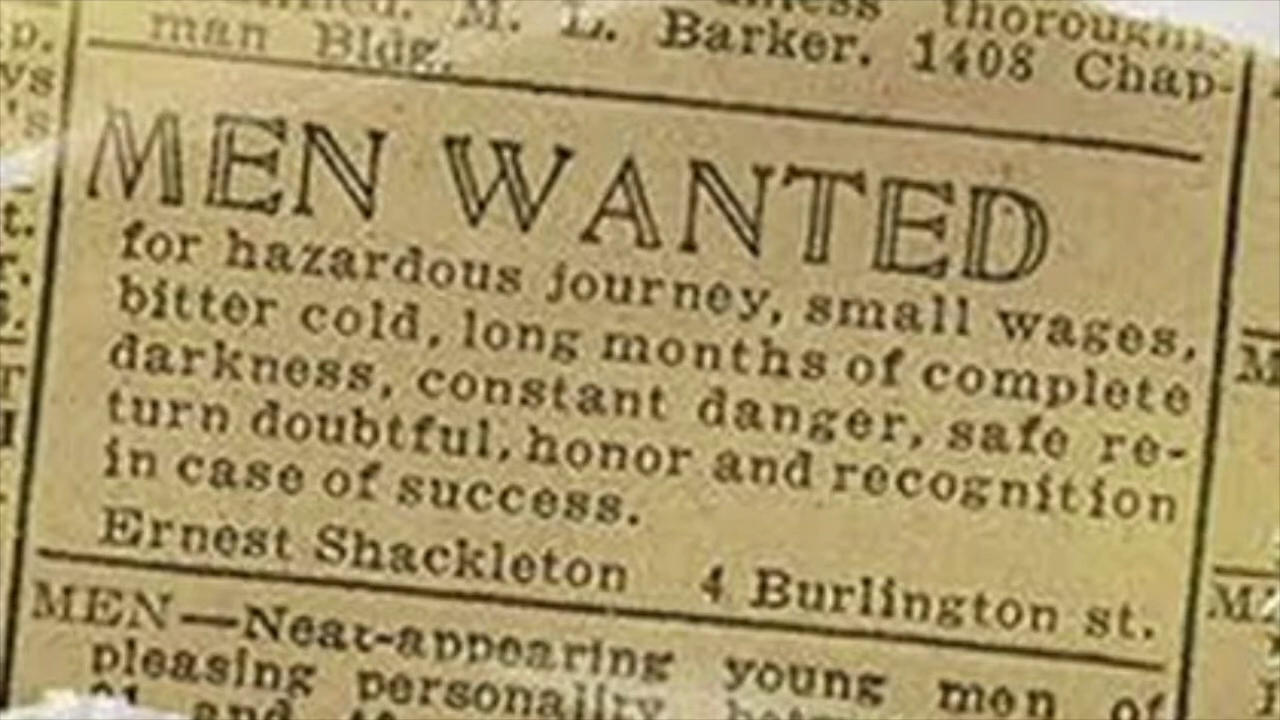 thoroughly
man Bldg. M. L. Barker. 1408 Chap-
MEN WANTED
for hazardous journey, small wages,
bitter cold, long months of complete
darkness, constant danger, safe re-
turn doubtful, honor and recognition
in case of success.
Ernest Shackleton 4 Burlington st.
MEN—Neat-appearing young men of
pleasing personality
and